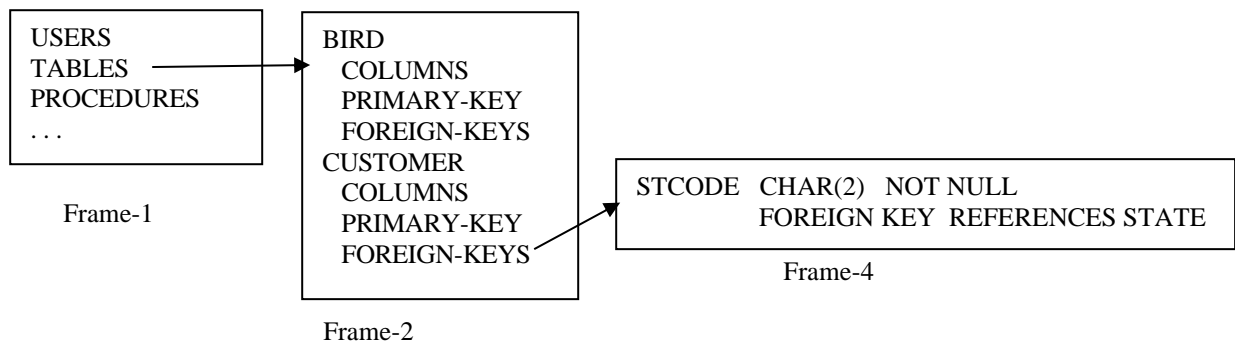 USERS
TABLES
PROCEDURES
. . .
Frame-1
BIRD
COLUMNS
PRIMARY-KEY
FOREIGN-KEYS
CUSTOMER
COLUMNS
PRIMARY-KEY
FOREIGN-KEYS
Frame-2
STCODE CHAR(2) NOT NULL
FOREIGN KEY REFERENCES STATE
Frame-4